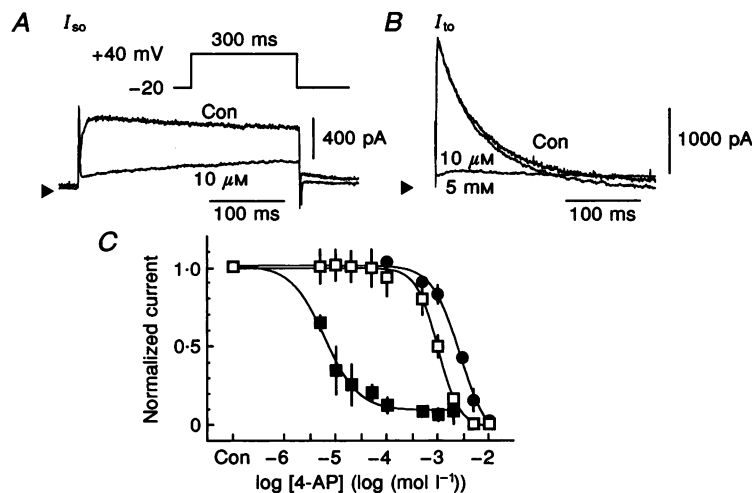 A I so
+40 mV
300 ms
−20
Con
400 pA
10 μM
100 ms
B I to
Con
1000 pA
10 μM
5 mM
100 ms
C
Normalized current
1·0
0·5
0
Con −6 −5 −4 −3 −2
log [4-AP] (log (mol l⁻¹))